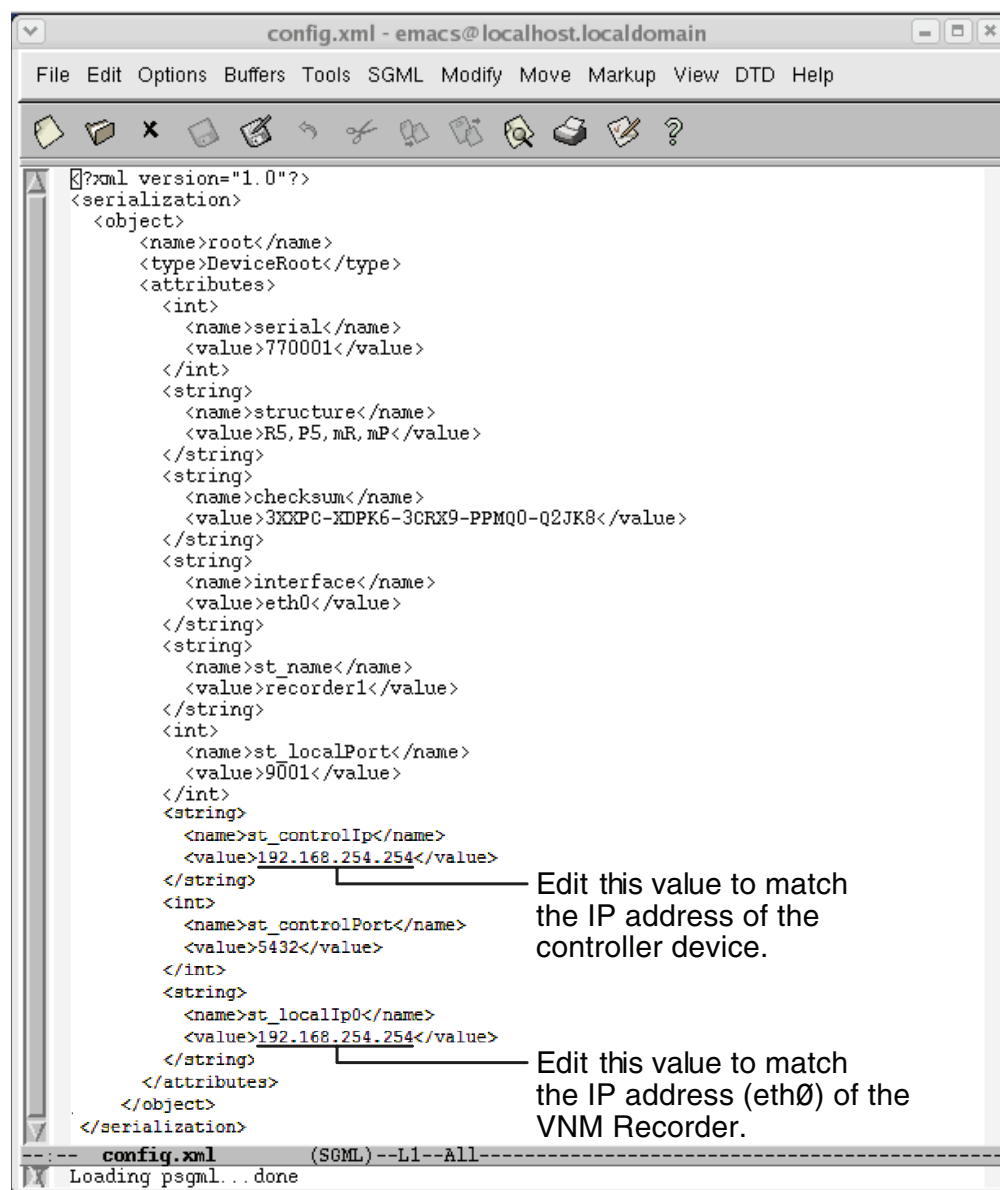 config.xml - emacs@localhost.localdomain
File Edit Options Buffers Tools SGML Modify Move Markup View DTD Help
<?xml version="1.0"?>
<serialization>
<object>
<name>root</name>
<type>DeviceRoot</type>
<attributes>
<int>
<name>serial</name>
<value>770001</value>
</int>
<string>
<name>structure</name>
<value>R5,P5,mR,mP</value>
</string>
<string>
<name>checksum</name>
<value>3XXPC-XDPK6-3CRX9-PPMQ0-Q2JK8</value>
</string>
<string>
<name>interface</name>
<value>eth0</value>
</string>
<string>
<name>st_name</name>
<value>recorder1</value>
</string>
<int>
<name>st_localPort</name>
<value>9001</value>
</int>
<string>
<name>st_controlIp</name>
<value>192.168.254.254</value>
</string>
<int>
<name>st_controlPort</name>
<value>5432</value>
</int>
<string>
<name>st_localIp0</name>
<value>192.168.254.254</value>
</string>
</attributes>
</object>
</serialization>
Edit this value to match
the IP address of the
controller device.
Edit this value to match
the IP address (ethØ) of the
VNM Recorder.
--:-- config.xml (SGML)--L1--All--------------------------------------------
Loading psgml...done